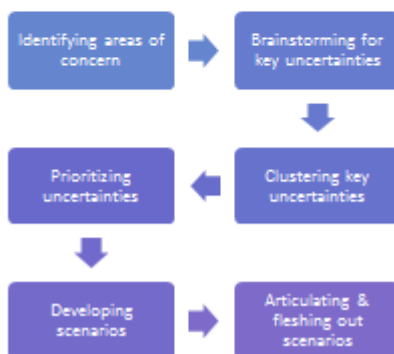 Identifying areas of
concern
Brainstorming for
key uncertainties
Clustering key
uncertainties
Prioritizing
uncertainties
Developing
scenarios
Articulating &
fleshing out
scenarios